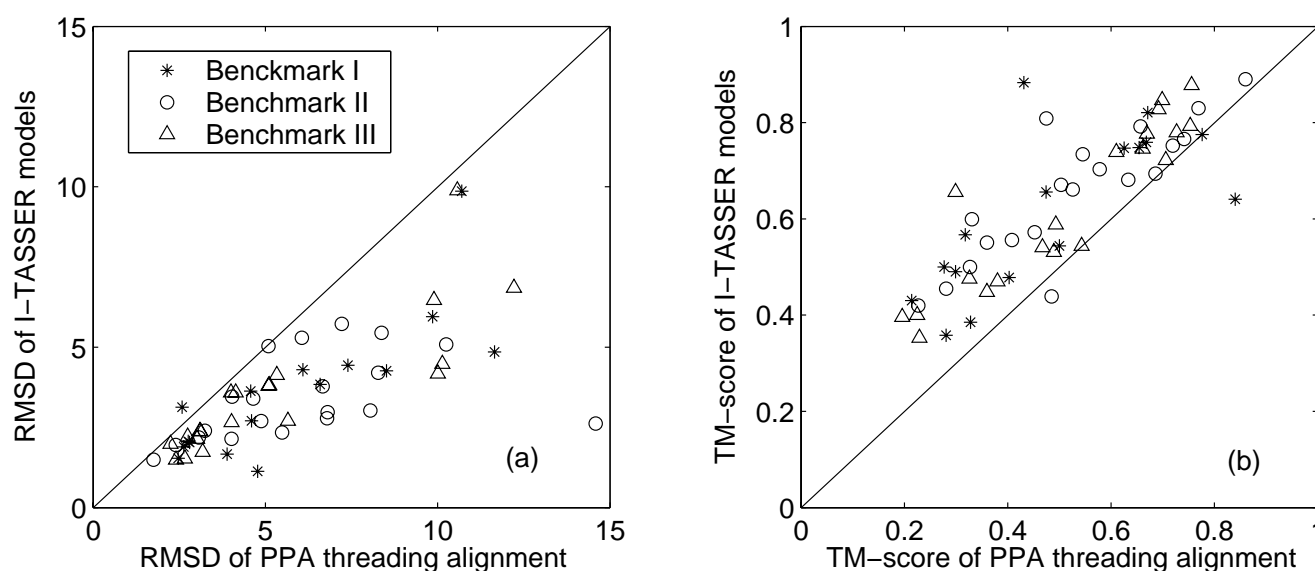 15
10
5
0
0
5
10
15
RMSD of I−TASSER models
RMSD of PPA threading alignment
Benckmark I
Benchmark II
Benchmark III
(a)
1
0.8
0.6
0.4
0.2
0
0
0.2
0.4
0.6
0.8
1
TM−score of I−TASSER models
TM−score of PPA threading alignment
(b)